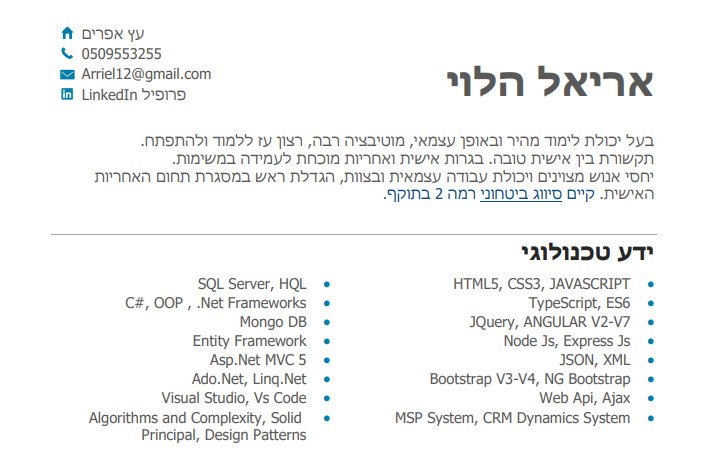 עץ אפרים
0509553255
Arriel12@gmail.com
פרופיל LinkedIn
אריאל הלוי
בעל יכולת לימוד מהיר ובאופן עצמאי, מוטיבציה רבה, רצון עז ללמוד ולהתפתח.
תקשורת בין אישית טובה. בגרות אישית ואחריות מוכחת לעמידה במשימות.
יחסי אנוש מצוינים ויכולת עבודה עצמאית ובצוות, הגדלת ראש במסגרת תחום האחריות
האישית. קיים סיווג ביטחוני רמה 2 בתוקף.
ידע טכנולוגי
• HTML5, CSS3, JAVASCRIPT
• TypeScript, ES6
• JQuery, ANGULAR V2-V7
• Node Js, Express Js
• JSON, XML
• Bootstrap V3-V4, NG Bootstrap
• Web Api, Ajax
• MSP System, CRM Dynamics System
• SQL Server, HQL
• C#, OOP , .Net Frameworks
• Mongo DB
• Entity Framework
• Asp.Net MVC 5
• Ado.Net, Linq.Net
• Visual Studio, Vs Code
• Algorithms and Complexity, Solid
Principal, Design Patterns